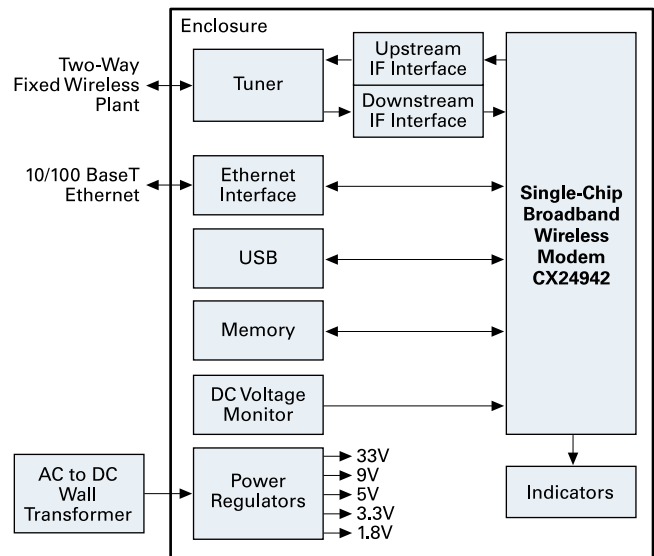 Enclosure
Two-Way
Fixed Wireless
Plant
Tuner
Upstream
IF Interface
Downstream
IF Interface
10/100 BaseT
Ethernet
Ethernet
Interface
USB
Memory
DC Voltage
Monitor
Single-Chip
Broadband
Wireless
Modem
CX24942
AC to DC
Wall
Transformer
Power
Regulators
33V
9V
5V
3.3V
1.8V
Indicators